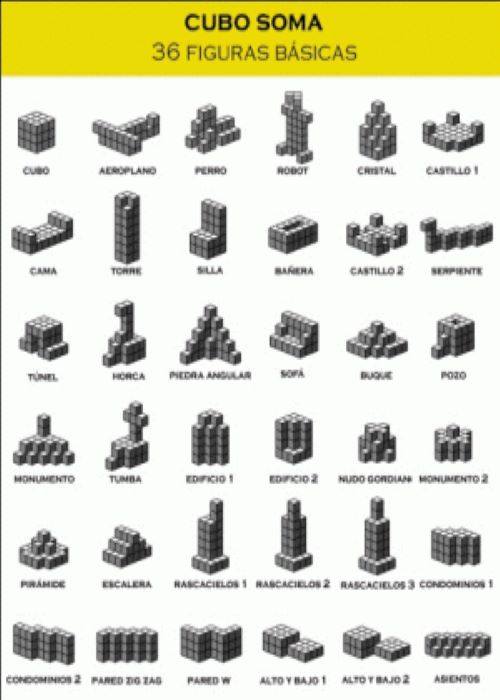 CUBO SOMA
36 FIGURAS BÁSICAS
CUBO AEROPLANO PERRO ROBOT CRISTAL CASTILLO 1
CAMA TORRE SILLA BAÑERA CASTILLO 2 SERPIENTE
TÚNEL HORCA PIEDRA ANGULAR SOFÁ BUQUE POZO
MONUMENTO TUMBA EDIFICIO 1 EDIFICIO 2 NUDO GORDIANO MONUMENTO 2
PIRÁMIDE ESCALERA RASCACIELOS 1 RASCACIELOS 2 RASCACIELOS 3 CONDOMINIOS 1
CONDOMINIOS 2 PARED ZIG ZAG PARED W ALTO Y BAJO 1 ALTO Y BAJO 2 ASIENTOS